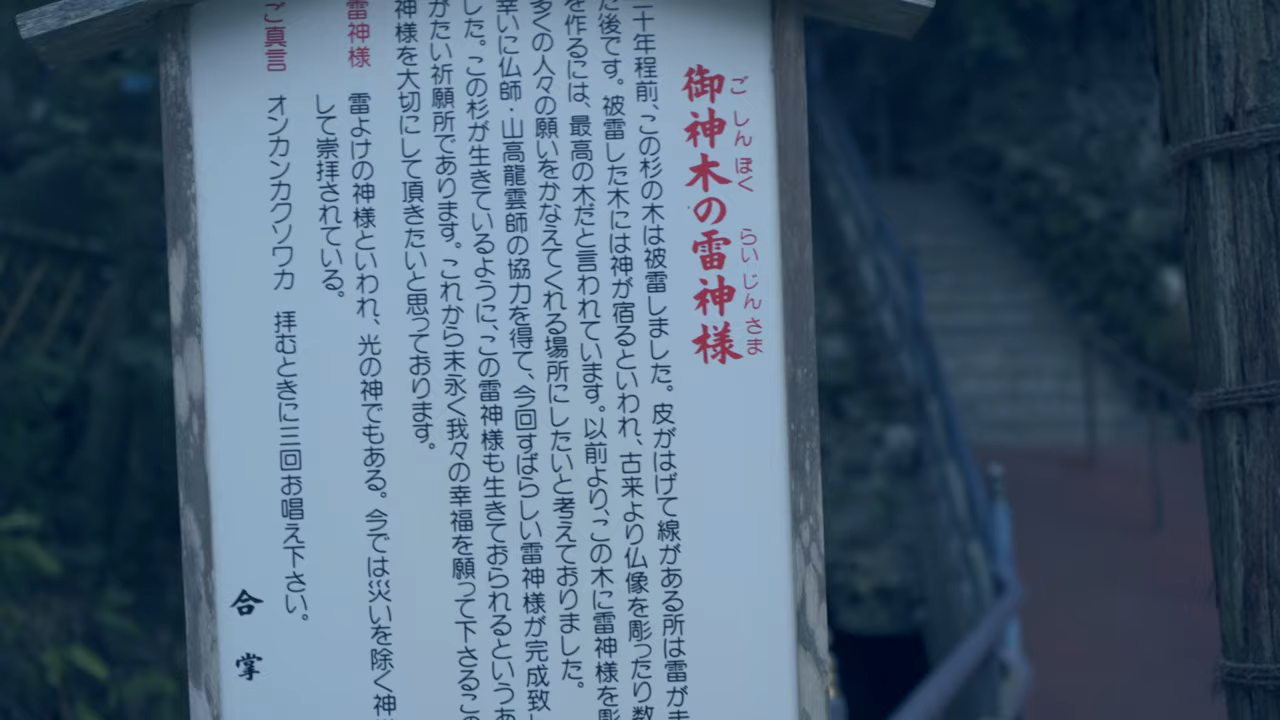 御神木の雷神様
ごしんぼく らいじんさま
二十年程前、この杉の木は被雷しました。皮がはげて線がある所は雷が
た後です。被雷した木には神が宿るといわれ、古来より仏像を彫ったり数
を作るには、最高の木だと言われています。以前より、この木に雷神様を彫
多くの人々の願いをかなえてくれる場所にしたいと考えておりました。
幸いに仏師・山高龍雲師の協力を得て、今回すばらしい雷神様が完成致し
した。この杉が生きているように、この雷神様も生きておられるというあ
がたい祈願所であります。これから末永く我々の幸福を願って下さるこの
神様を大切にして頂きたいと思っております。
雷神様 雷よけの神様といわれ、光の神でもある。今では災いを除く神
して崇拝されている。
ご真言 オンカンカクソワカ 拝むときに三回お唱え下さい。
合掌